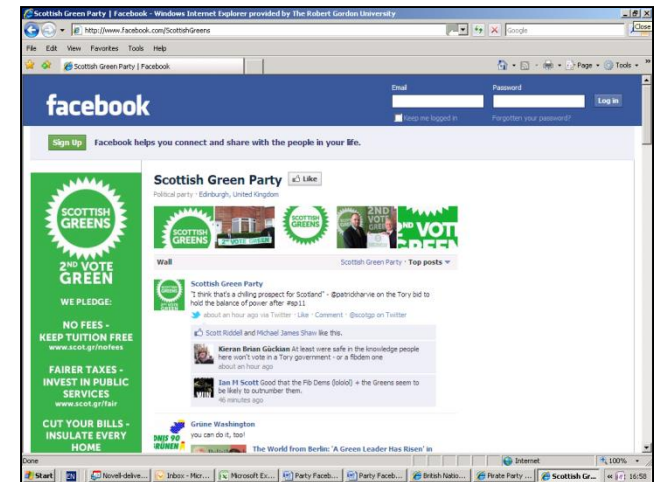 Scottish Green Party | Facebook - Windows Internet Explorer provided by The Robert Gordon University
http://www.facebook.com/ScottishGreens
Google
Close
File Edit View Favorites Tools Help
Scottish Green Party | Facebook
Page Tools
facebook
Email
Password
Log in
Keep me logged in
Forgotten your password?
Sign Up
Facebook helps you connect and share with the people in your life.
SCOTTISH
GREENS
2ND VOTE
GREEN
WE PLEDGE:
NO FEES -
KEEP TUITION FREE
www.scot.gr/nofees
FAIRER TAXES -
INVEST IN PUBLIC
SERVICES
www.scot.gr/fair
CUT YOUR BILLS -
INSULATE EVERY
HOME
Scottish Green Party
Like
Political party · Edinburgh, United Kingdom
Wall
Scottish Green Party · Top posts
Scottish Green Party
"I think that's a chilling prospect for Scotland" - @patrickharvie on the Tory bid to
hold the balance of power after #sp11
about an hour ago via Twitter · Like · Comment · @scotgp on Twitter
Scott Riddell and Michael James Shaw like this.
Kieran Brian Gückian At least were safe in the knowledge people
here won't vote in a Tory government - or a fibdem one
about an hour ago
Ian M Scott Good that the Fib Dems (lololol) + the Greens seem to
be likely to outnumber them.
46 minutes ago
Grüne Washington
you can do it, too!
The World from Berlin: 'A Green Leader Has Risen' in
Done
Internet
100%
Start
Novell-delive...
Inbox - Micr...
Microsoft Ex...
Party Faceb...
Party Faceb...
British Natio...
Pirate Party ...
Scottish Gr...
16:58